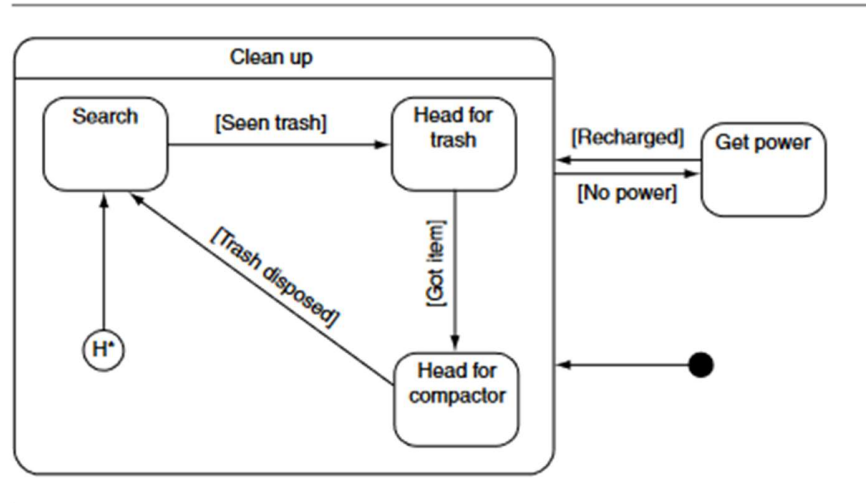 Clean up
Search
[Seen trash]
Head for
trash
[Recharged]
Get power
[No power]
[Trash disposed]
[Got item]
H*
Head for
compactor